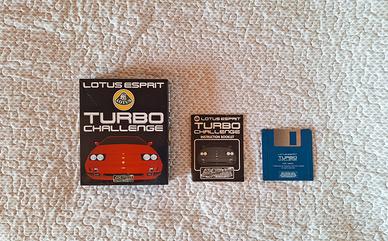 LOTUS ESPRIT
LOTUS
TURBO
CHALLENGE
LOTUS ESPRIT
TURBO
CHALLENGE
INSTRUCTION BOOKLET
TURBO